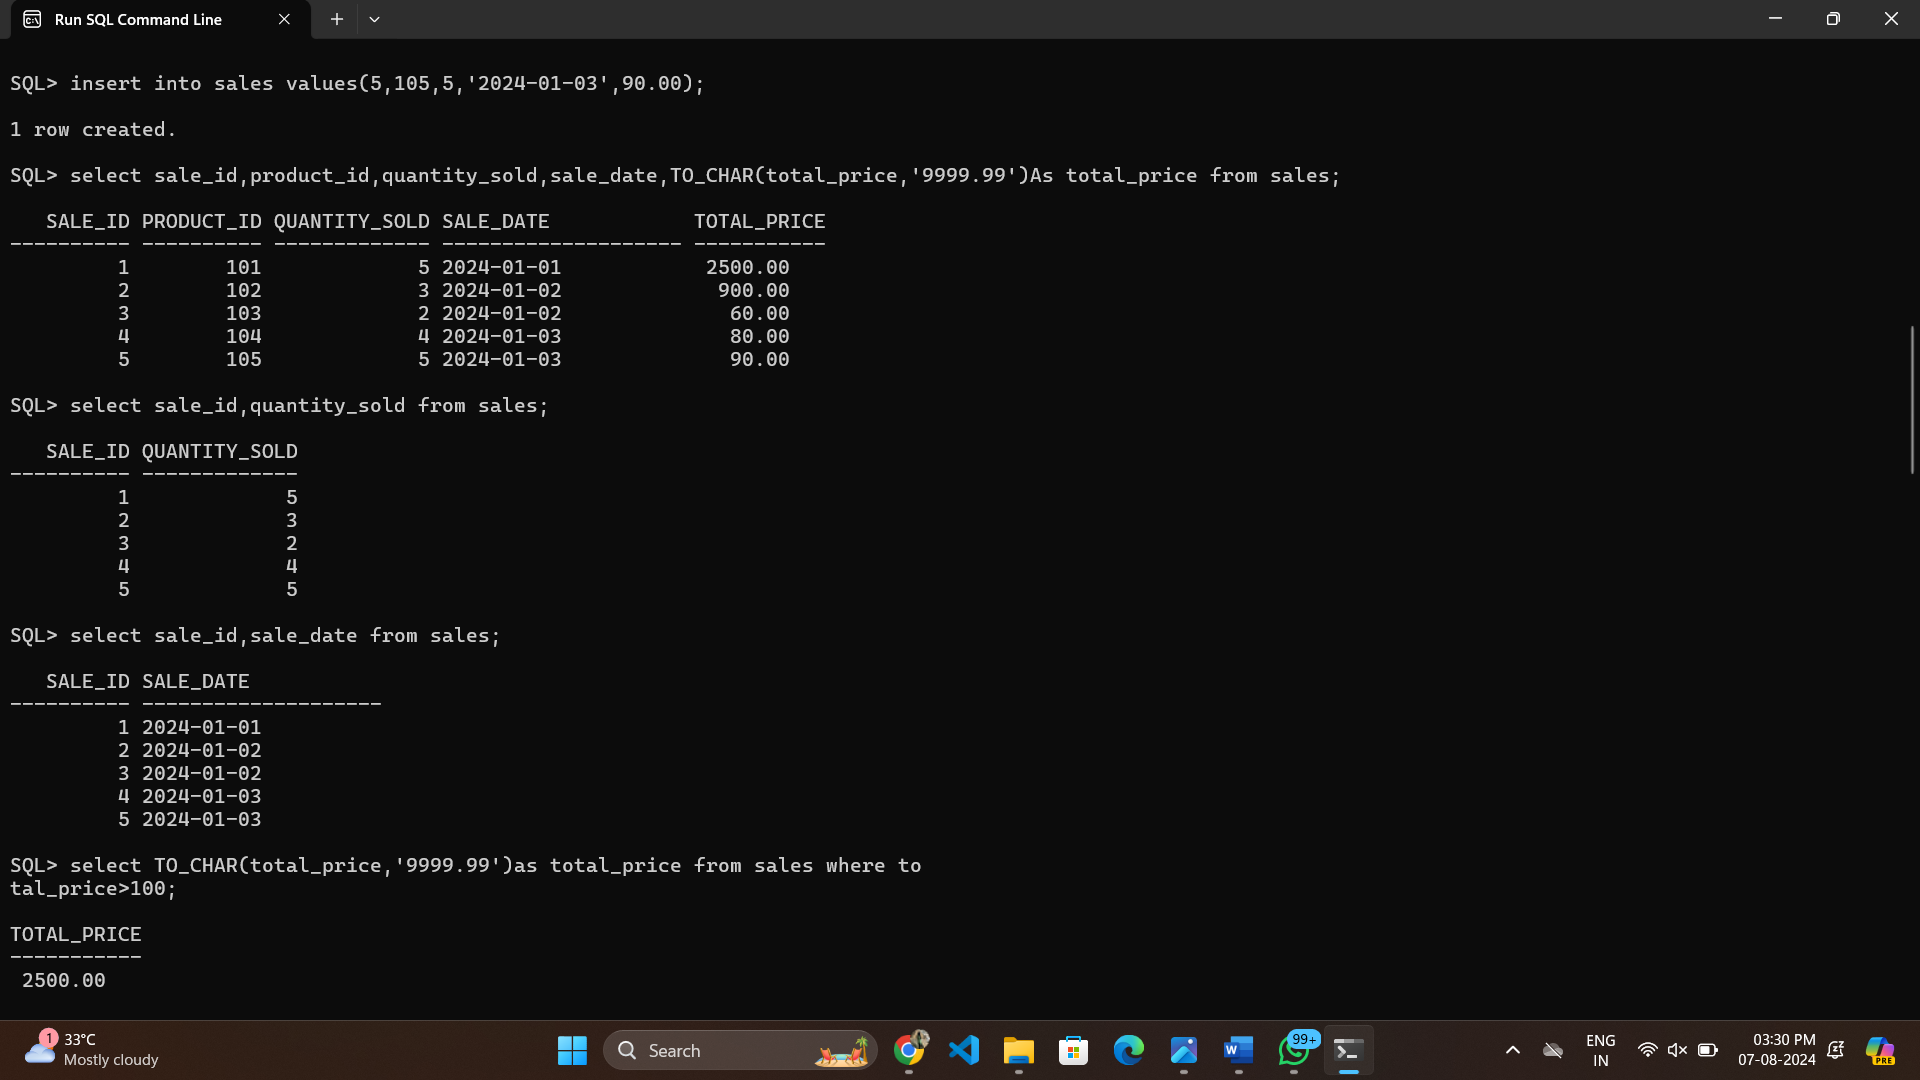 Run SQL Command Line
SQL> insert into sales values(5,105,5,'2024-01-03',90.00);
1 row created.
SQL> select sale_id,product_id,quantity_sold,sale_date,TO_CHAR(total_price,'9999.99')As total_price from sales;
SALE_ID PRODUCT_ID QUANTITY_SOLD SALE_DATE TOTAL_PRICE
---------- ---------- ------------- -------------------- -----------
1 101 5 2024-01-01 2500.00
2 102 3 2024-01-02 900.00
3 103 2 2024-01-02 60.00
4 104 4 2024-01-03 80.00
5 105 5 2024-01-03 90.00
SQL> select sale_id,quantity_sold from sales;
SALE_ID QUANTITY_SOLD
---------- -------------
1 5
2 3
3 2
4 4
5 5
SQL> select sale_id,sale_date from sales;
SALE_ID SALE_DATE
---------- --------------------
1 2024-01-01
2 2024-01-02
3 2024-01-02
4 2024-01-03
5 2024-01-03
SQL> select TO_CHAR(total_price,'9999.99')as total_price from sales where to
tal_price>100;
TOTAL_PRICE
-----------
2500.00
1 33°C
Mostly cloudy
Search
99+
ENG
IN
03:30 PM
07-08-2024
PRE